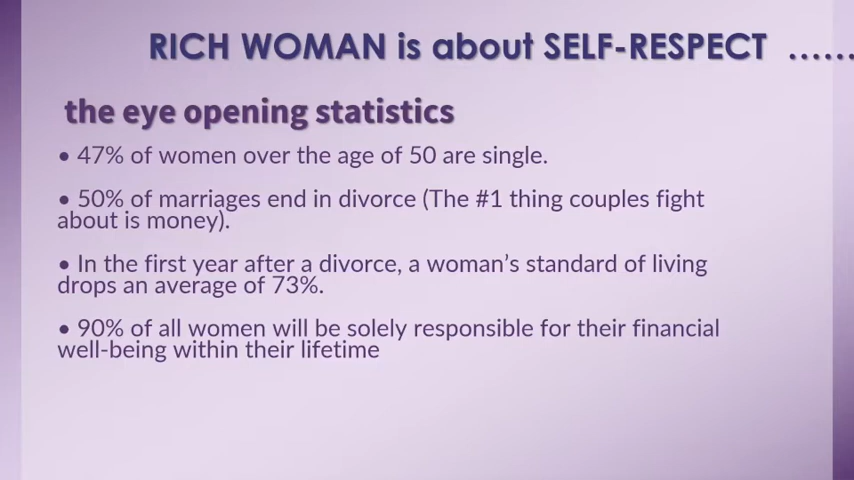 RICH WOMAN is about SELF-RESPECT ......
the eye opening statistics
• 47% of women over the age of 50 are single.
• 50% of marriages end in divorce (The #1 thing couples fight
about is money).
• In the first year after a divorce, a woman’s standard of living
drops an average of 73%.
• 90% of all women will be solely responsible for their financial
well-being within their lifetime